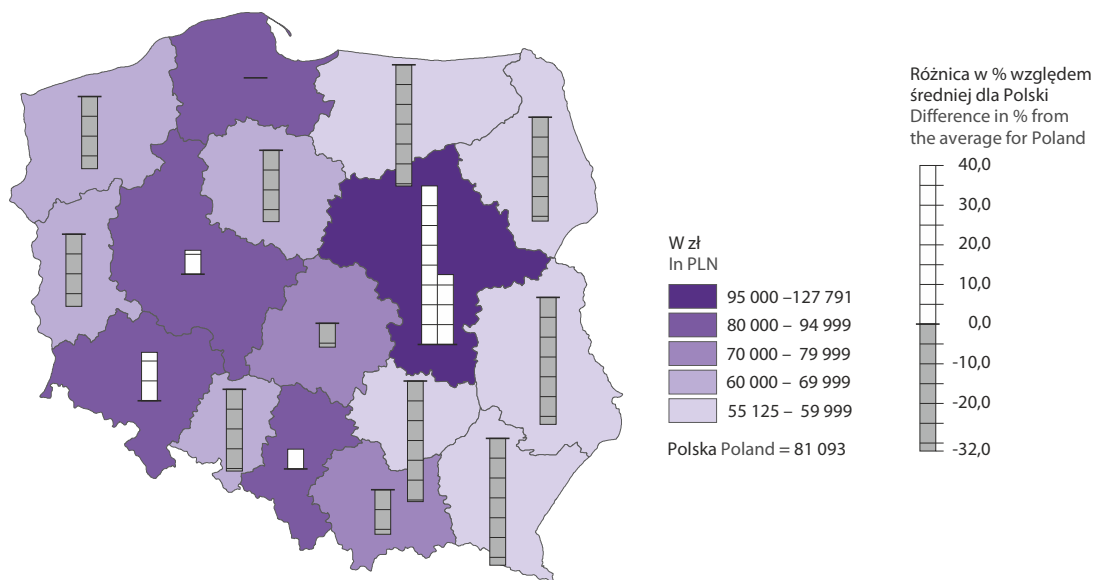 Różnica w % względem
średniej dla Polski
Difference in % from
the average for Poland
40,0
30,0
20,0
10,0
0,0
-10,0
-20,0
-32,0
W zł
In PLN
95 000 –127 791
80 000 – 94 999
70 000 – 79 999
60 000 – 69 999
55 125 – 59 999
Polska Poland = 81 093